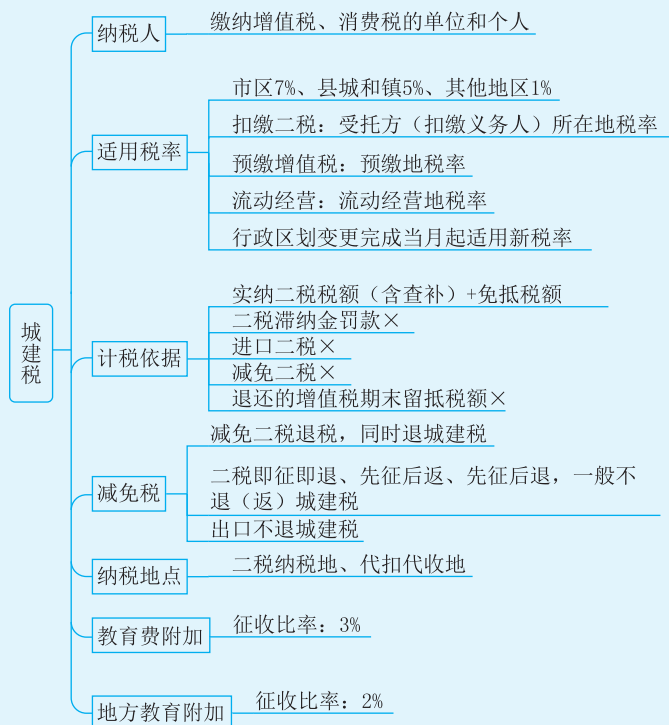 城建税
纳税人
缴纳增值税、消费税的单位和个人
适用税率
市区7%、县城和镇5%、其他地区1%
扣缴二税：受托方（扣缴义务人）所在地税率
预缴增值税：预缴地税率
流动经营：流动经营地税率
行政区划变更完成当月起适用新税率
计税依据
实纳二税税额（含查补）+免抵税额
二税滞纳金罚款×
进口二税×
减免二税×
退还的增值税期末留抵税额×
减免税
减免二税退税，同时退城建税
二税即征即退、先征后返、先征后退，一般不
退（返）城建税
出口不退城建税
纳税地点
二税纳税地、代扣代收地
教育费附加
征收比率：3%
地方教育附加
征收比率：2%